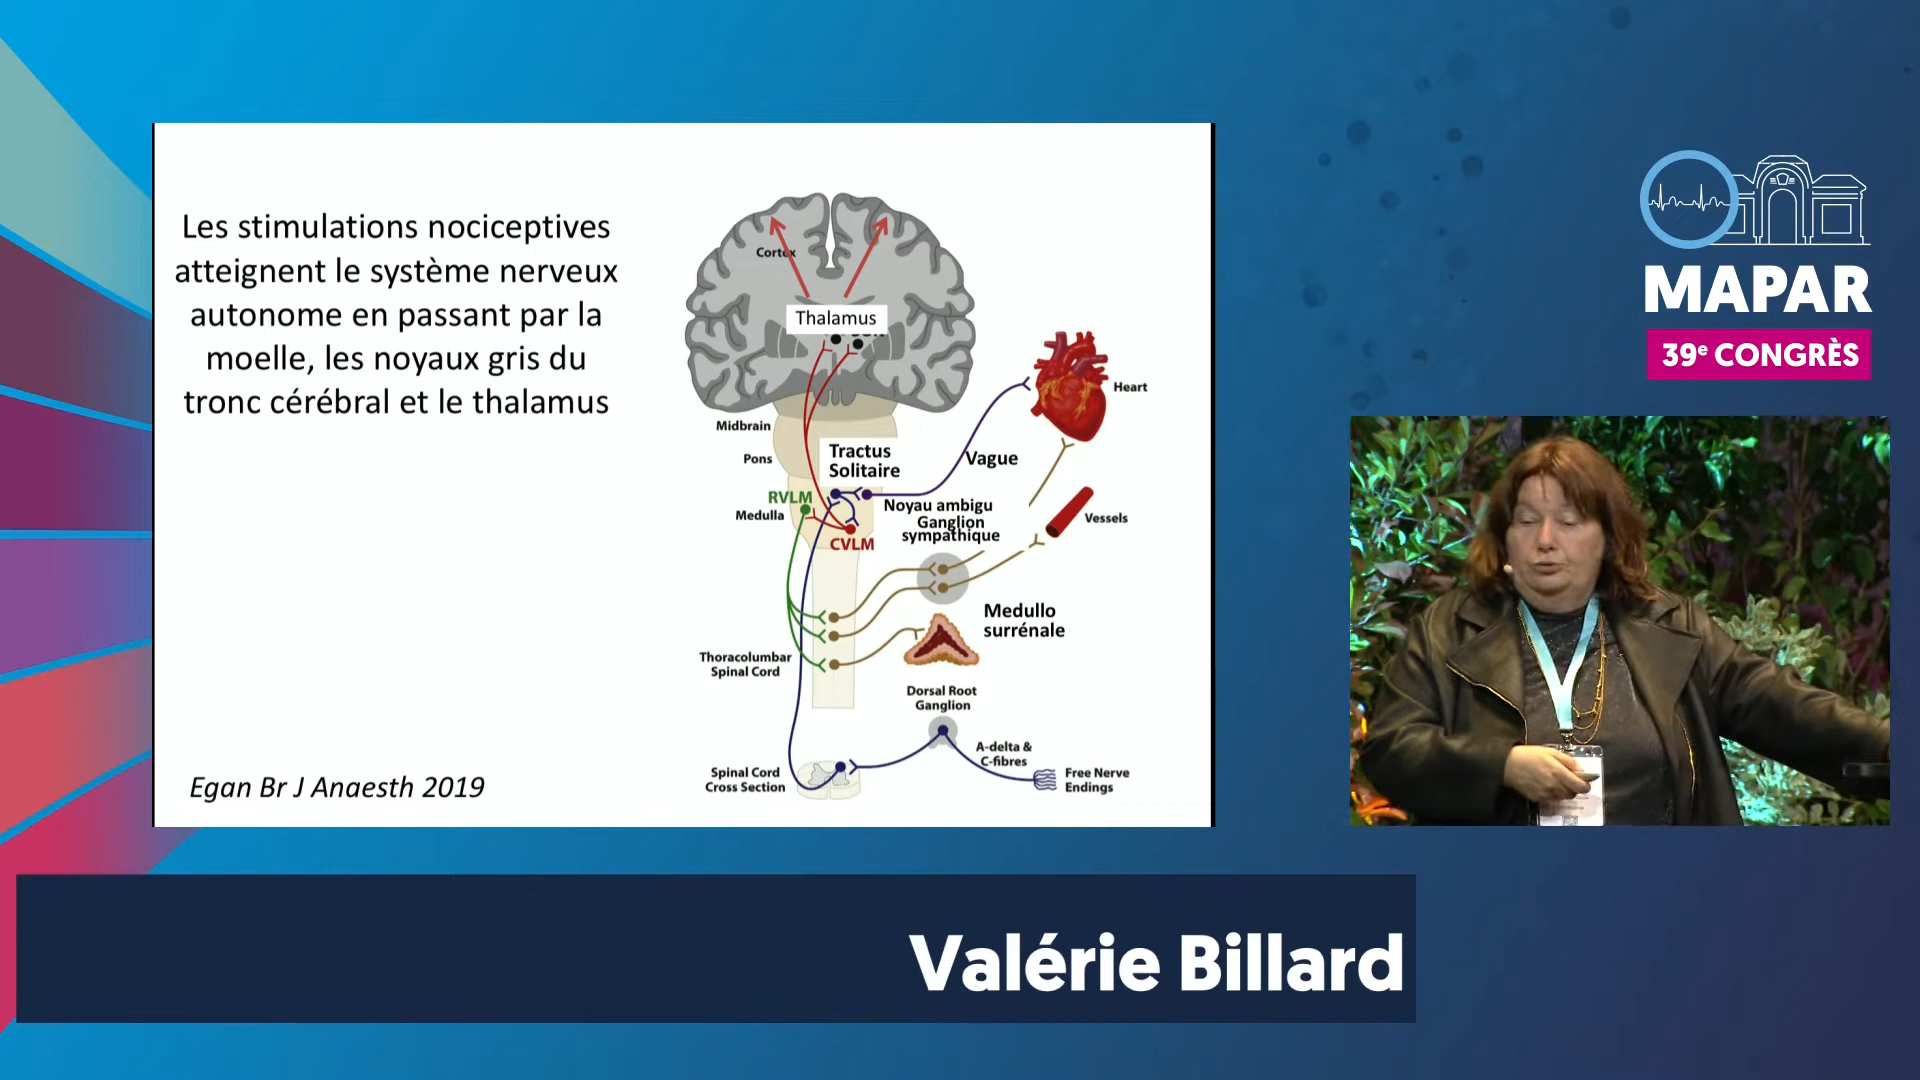 Les stimulations nociceptives
atteignent le système nerveux
autonome en passant par la
moelle, les noyaux gris du
tronc cérébral et le thalamus
Egan Br J Anaesth 2019
Cortex
Thalamus
Heart
Midbrain
Pons
Tractus
Solitaire
Vague
RVLM
Medulla
Noyau ambigu
Ganglion
sympathique
Vessels
CVLM
Medullo
surrénale
Thoracolumbar
Spinal Cord
Dorsal Root
Ganglion
A-delta &
C-fibres
Spinal Cord
Cross Section
Free Nerve
Endings
MAPAR
39e CONGRÈS
Valérie Billard